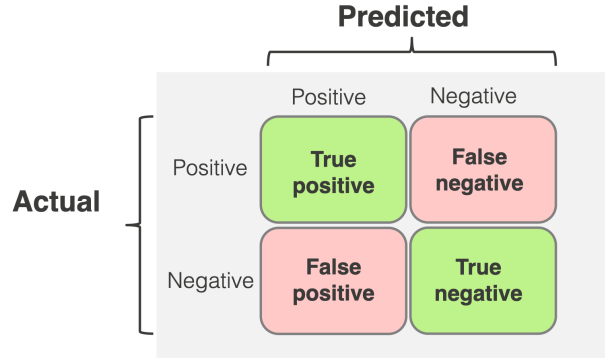 Predicted
Positive Negative
Positive
True
positive
False
negative
Actual
Negative
False
positive
True
negative